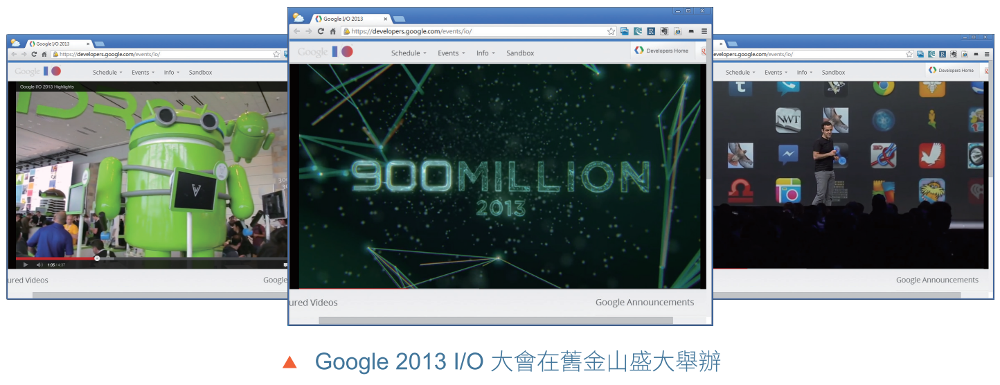 Google I/O 2013
https://developers.google.com/events/io/
Google I/O
Schedule Events Info Sandbox
Google I/O 2013 Highlights
1:05 / 4:37
ured Videos
Google
Google I/O 2013
https://developers.google.com/events/io/
Google I/O
Schedule Events Info Sandbox
Developers Home
900MILLION
2013
ured Videos
Google Announcements
evelopers.google.com/events/io/
Schedule Events Info Sandbox
Developers Home
NWT
Google Announcements
▲ Google 2013 I/O 大會在舊金山盛大舉辦